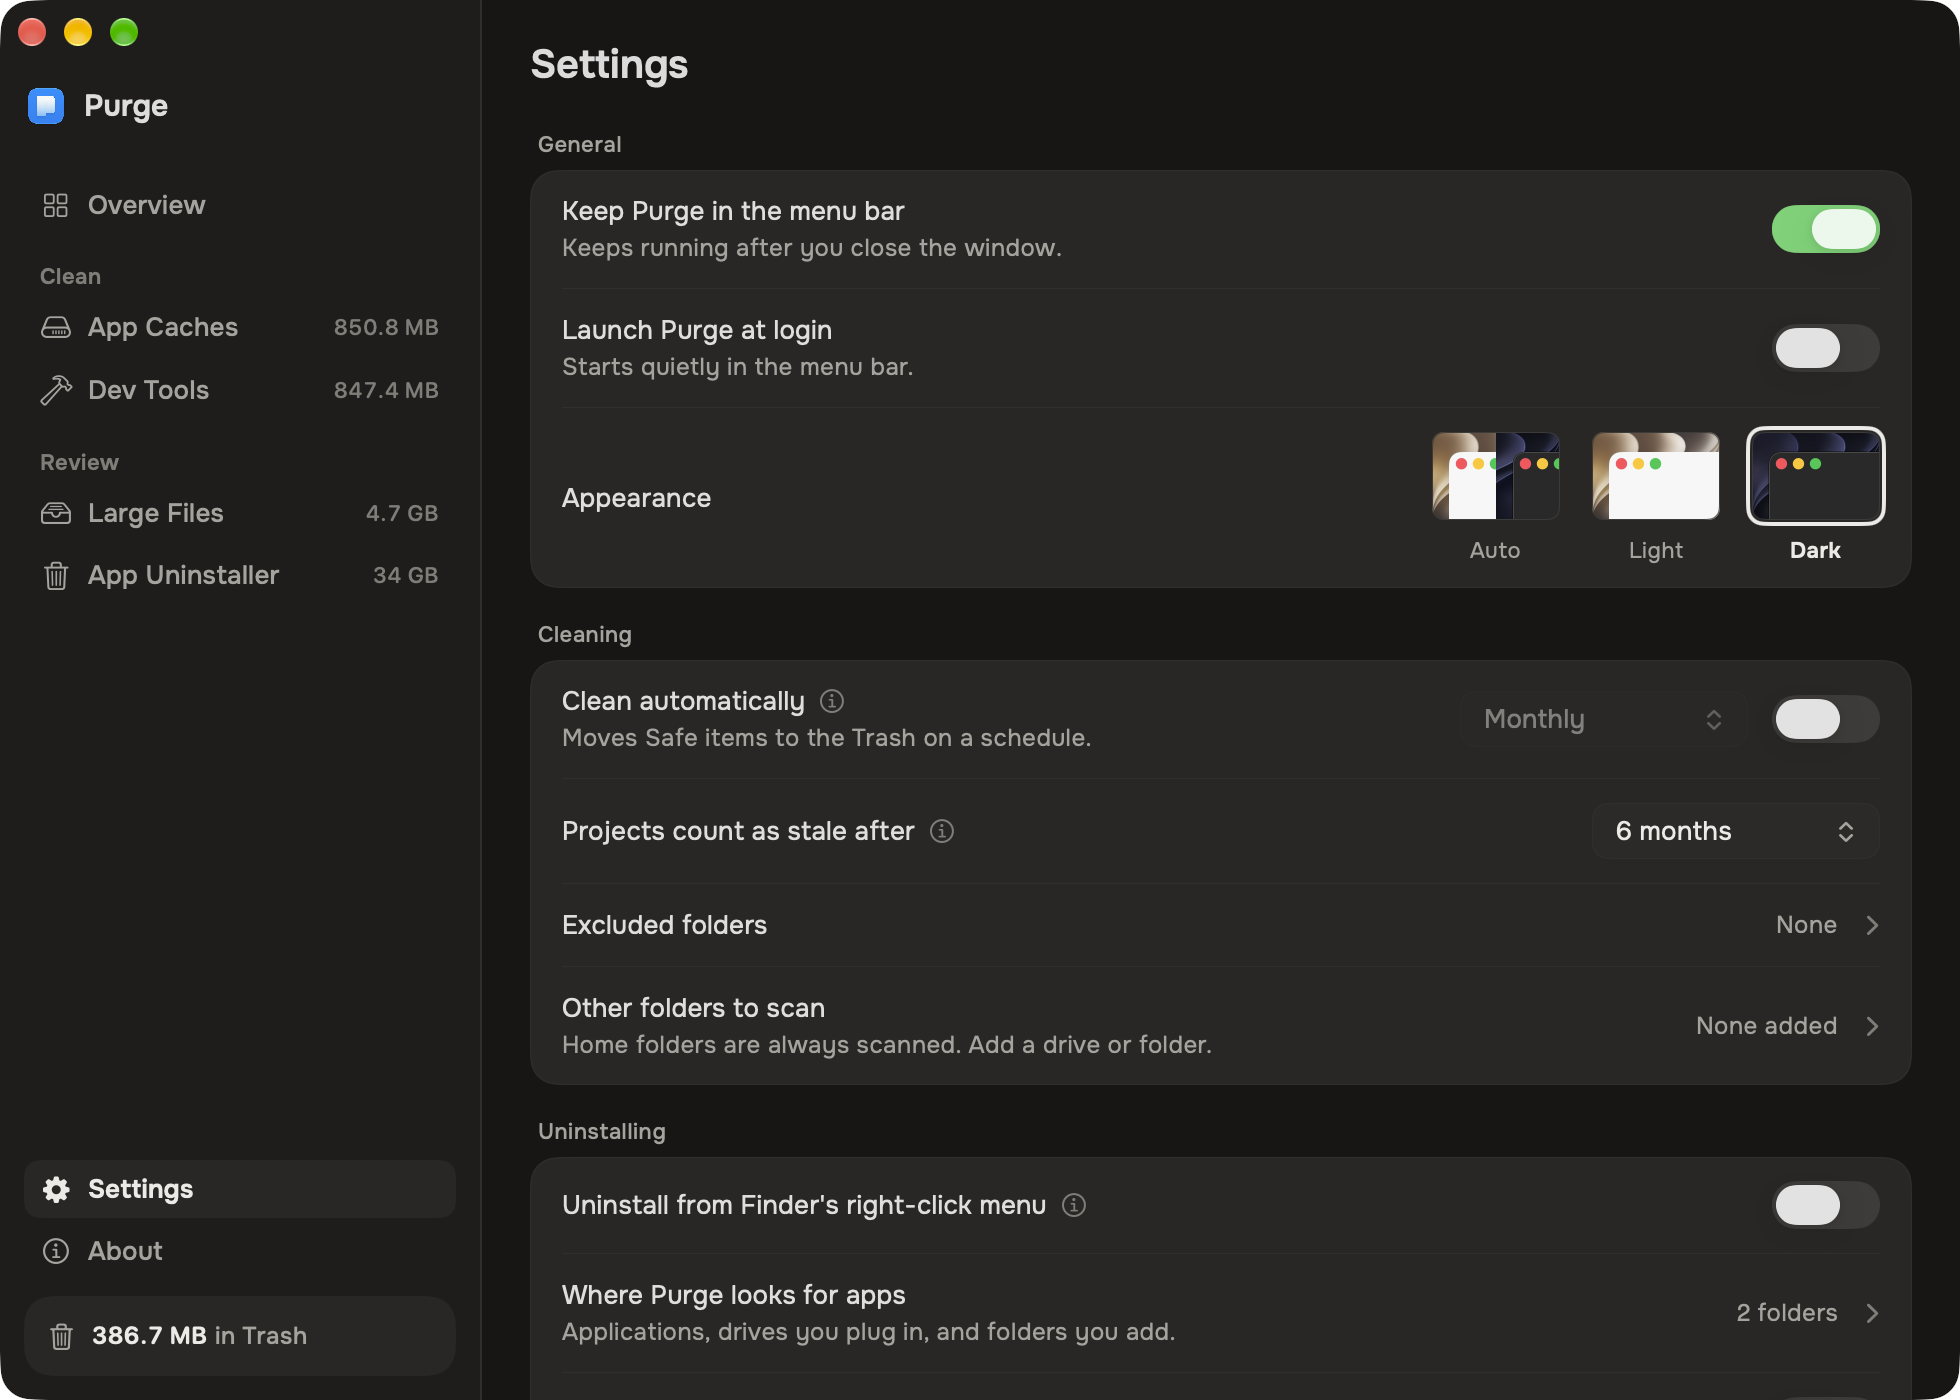 Purge
Overview
Clean
App Caches 850.8 MB
Dev Tools 847.4 MB
Review
Large Files 4.7 GB
App Uninstaller 34 GB
Settings
About
386.7 MB in Trash
Settings
General
Keep Purge in the menu bar
Keeps running after you close the window.
Launch Purge at login
Starts quietly in the menu bar.
Appearance
Auto Light Dark
Cleaning
Clean automatically Monthly
Moves Safe items to the Trash on a schedule.
Projects count as stale after 6 months
Excluded folders None
Other folders to scan
Home folders are always scanned. Add a drive or folder.
None added
Uninstalling
Uninstall from Finder's right-click menu
Where Purge looks for apps
Applications, drives you plug in, and folders you add.
2 folders